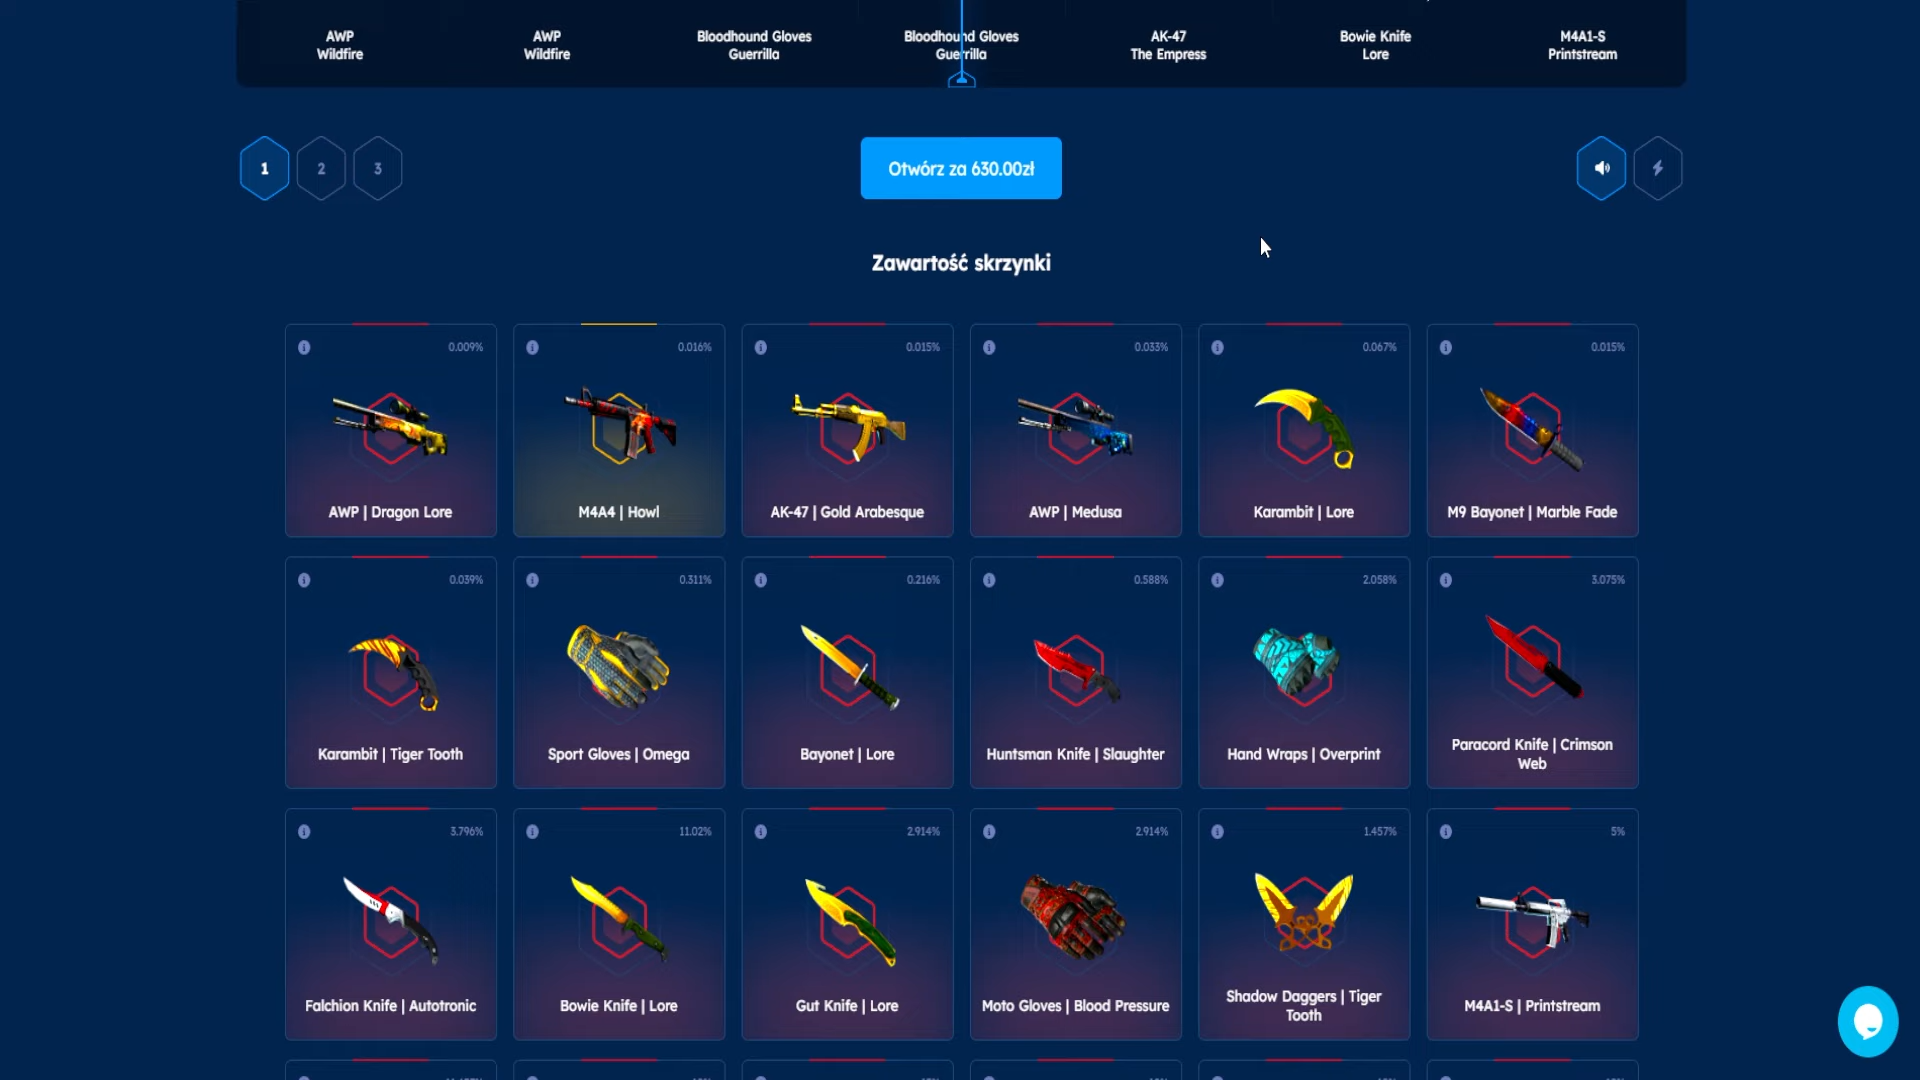 AWP
Wildfire
AWP
Wildfire
Bloodhound Gloves
Guerrilla
Bloodhound Gloves
Guerrilla
AK-47
The Empress
Bowie Knife
Lore
M4A1-S
Printstream
1
2
3
Otwórz za 630.00zł
Zawartość skrzynki
0.009%
AWP | Dragon Lore
0.016%
M4A4 | Howl
0.015%
AK-47 | Gold Arabesque
0.033%
AWP | Medusa
0.067%
Karambit | Lore
0.015%
M9 Bayonet | Marble Fade
0.039%
Karambit | Tiger Tooth
0.311%
Sport Gloves | Omega
0.216%
Bayonet | Lore
0.588%
Huntsman Knife | Slaughter
2.058%
Hand Wraps | Overprint
3.075%
Paracord Knife | Crimson
Web
3.796%
Falchion Knife | Autotronic
11.02%
Bowie Knife | Lore
2.914%
Gut Knife | Lore
2.914%
Moto Gloves | Blood Pressure
1.457%
Shadow Daggers | Tiger
Tooth
5%
M4A1-S | Printstream